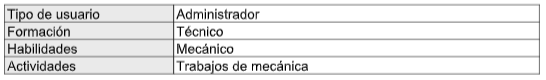 Tipo de usuario Administrador
Formación Técnico
Habilidades Mecánico
Actividades Trabajos de mecánica